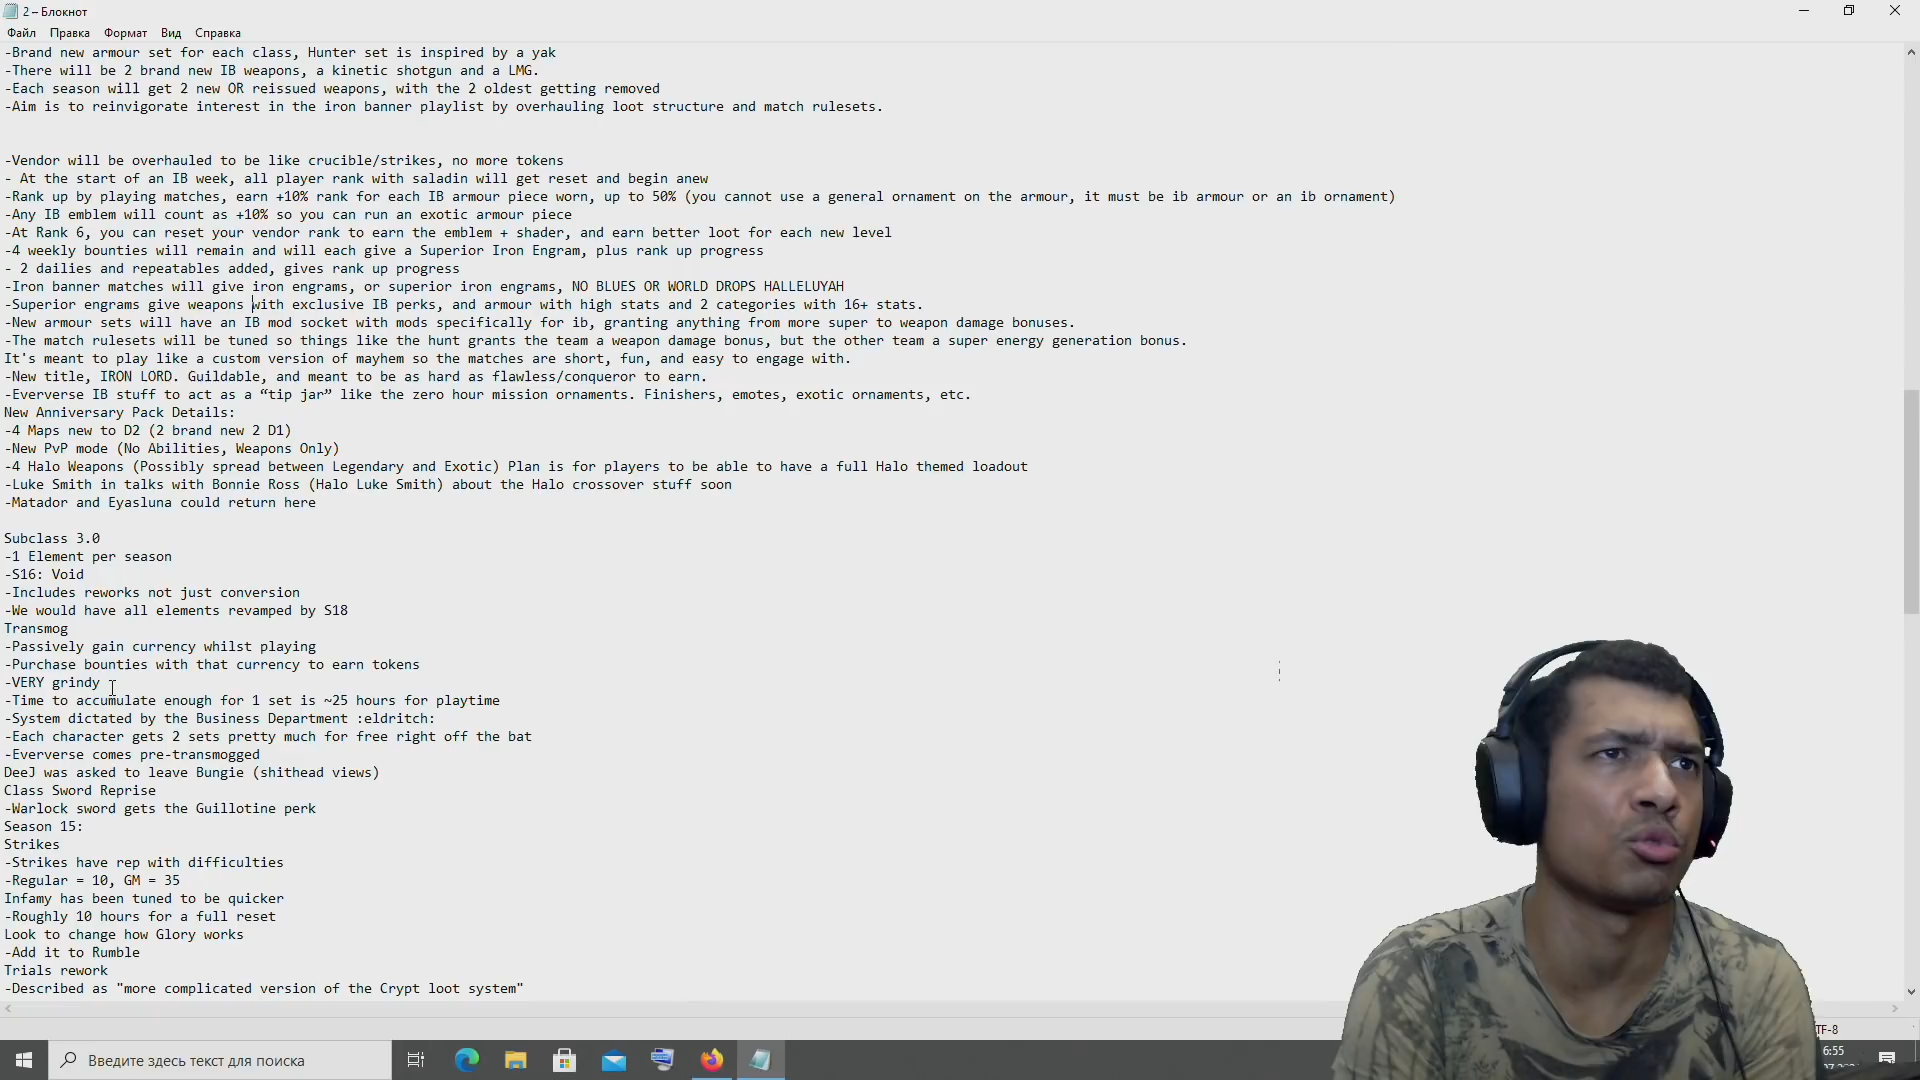 2 – Блокнот
Файл Правка Формат Вид Справка
-Brand new armour set for each class, Hunter set is inspired by a yak
-There will be 2 brand new IB weapons, a kinetic shotgun and a LMG.
-Each season will get 2 new OR reissued weapons, with the 2 oldest getting removed
-Aim is to reinvigorate interest in the iron banner playlist by overhauling loot structure and match rulesets.
-Vendor will be overhauled to be like crucible/strikes, no more tokens
- At the start of an IB week, all player rank with saladin will get reset and begin anew
-Rank up by playing matches, earn +10% rank for each IB armour piece worn, up to 50% (you cannot use a general ornament on the armour, it must be ib armour or an ib ornament)
-Any IB emblem will count as +10% so you can run an exotic armour piece
-At Rank 6, you can reset your vendor rank to earn the emblem + shader, and earn better loot for each new level
-4 weekly bounties will remain and will each give a Superior Iron Engram, plus rank up progress
- 2 dailies and repeatables added, gives rank up progress
-Iron banner matches will give iron engrams, or superior iron engrams, NO BLUES OR WORLD DROPS HALLELUYAH
-Superior engrams give weapons with exclusive IB perks, and armour with high stats and 2 categories with 16+ stats.
-New armour sets will have an IB mod socket with mods specifically for ib, granting anything from more super to weapon damage bonuses.
-The match rulesets will be tuned so things like the hunt grants the team a weapon damage bonus, but the other team a super energy generation bonus.
It's meant to play like a custom version of mayhem so the matches are short, fun, and easy to engage with.
-New title, IRON LORD. Guildable, and meant to be as hard as flawless/conqueror to earn.
-Eververse IB stuff to act as a “tip jar” like the zero hour mission ornaments. Finishers, emotes, exotic ornaments, etc.
New Anniversary Pack Details:
-4 Maps new to D2 (2 brand new 2 D1)
-New PvP mode (No Abilities, Weapons Only)
-4 Halo Weapons (Possibly spread between Legendary and Exotic) Plan is for players to be able to have a full Halo themed loadout
-Luke Smith in talks with Bonnie Ross (Halo Luke Smith) about the Halo crossover stuff soon
-Matador and Eyasluna could return here
Subclass 3.0
-1 Element per season
-S16: Void
-Includes reworks not just conversion
-We would have all elements revamped by S18
Transmog
-Passively gain currency whilst playing
-Purchase bounties with that currency to earn tokens
-VERY grindy
-Time to accumulate enough for 1 set is ~25 hours for playtime
-System dictated by the Business Department :eldritch:
-Each character gets 2 sets pretty much for free right off the bat
-Eververse comes pre-transmogged
DeeJ was asked to leave Bungie (shithead views)
Class Sword Reprise
-Warlock sword gets the Guillotine perk
Season 15:
Strikes
-Strikes have rep with difficulties
-Regular = 10, GM = 35
Infamy has been tuned to be quicker
-Roughly 10 hours for a full reset
Look to change how Glory works
-Add it to Rumble
Trials rework
-Described as "more complicated version of the Crypt loot system"
TF-8
Введите здесь текст для поиска
6:55